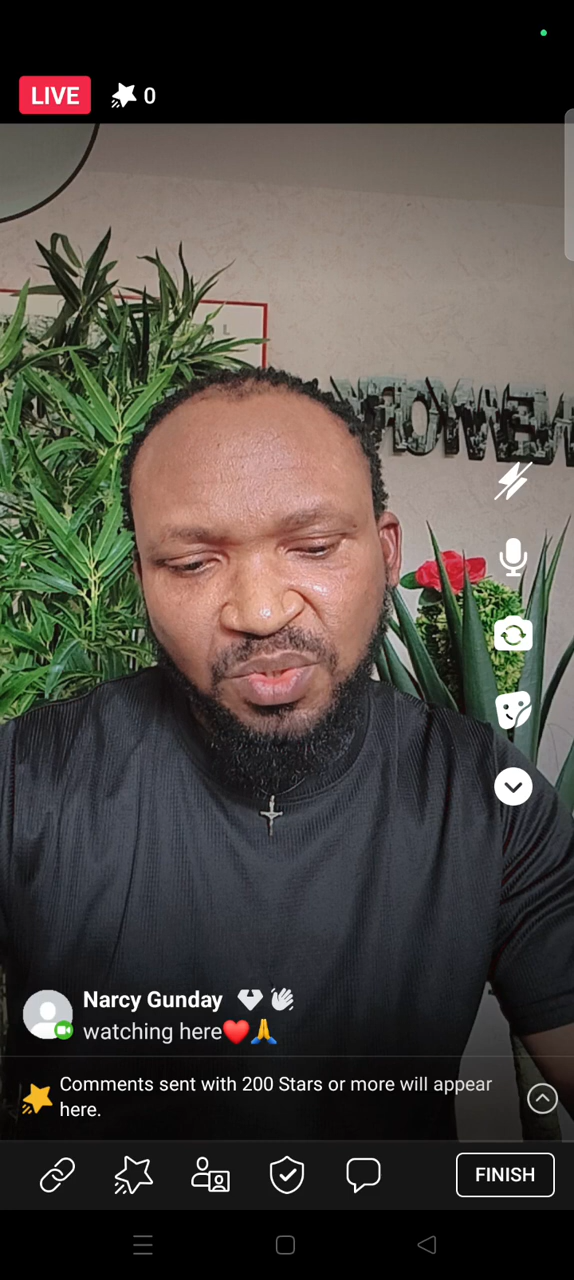 LIVE
0
Narcy Gunday
watching here❤️🙏
Comments sent with 200 Stars or more will appear
here.
FINISH